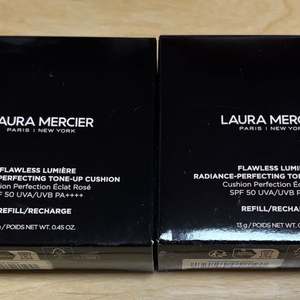 LAURA MERCIER
PARIS | NEW YORK
FLAWLESS LUMIÈRE
PERFECTING TONE-UP CUSHION
Cushion Perfection Éclat Rosé
SPF 50 UVA/UVB PA++++
REFILL/RECHARGE
POIDS NET WT. 0.45 OZ.
LAURA MERC
PARIS | NEW YORK
FLAWLESS LUMI
RADIANCE-PERFECTING TON
Cushion Perfection É
SPF 50 UVA/UVB P
REFILL/RECHAR
13 g / POIDS NET WT. 0.